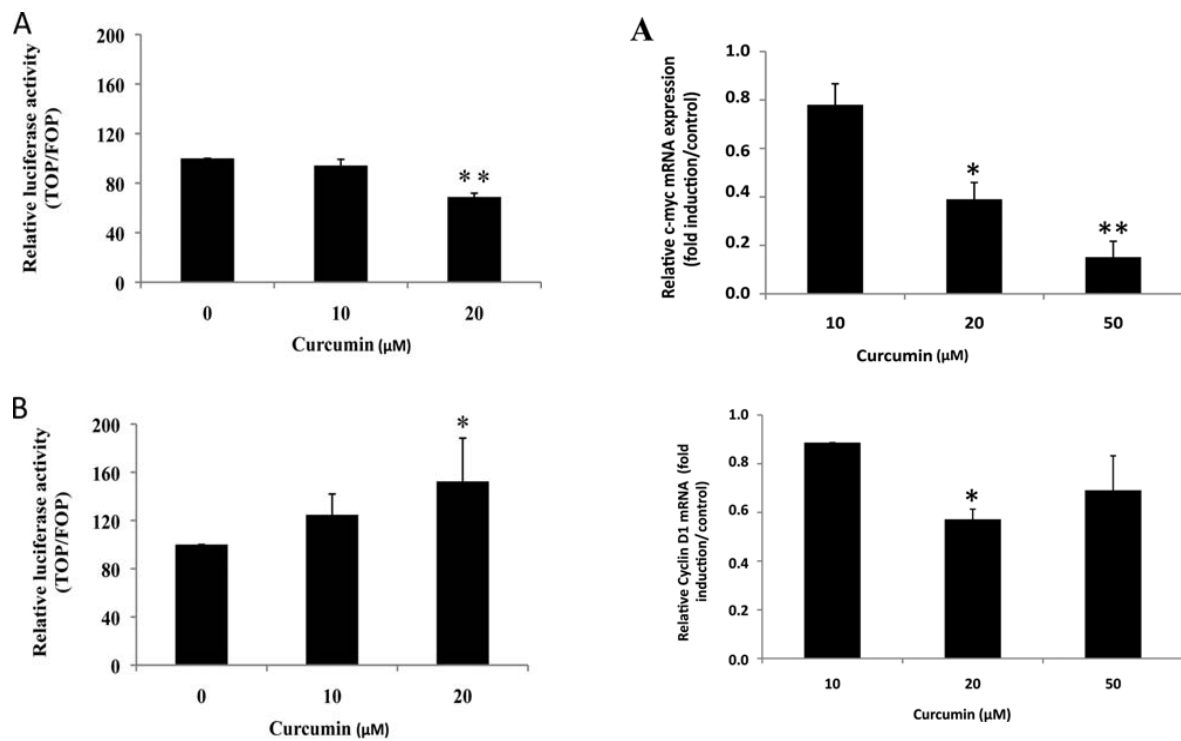 A
Relative luciferase activity
(TOP/FOP)
200
160
120
80
40
0
**
0 10 20
Curcumin (µM)
A
Relative c-myc mRNA expression
(fold induction/control)
1.0
0.8
0.6
0.4
0.2
0.0
*
**
10 20 50
Curcumin (µM)
B
Relative luciferase activity
(TOP/FOP)
200
160
120
80
40
0
*
0 10 20
Curcumin (µM)
Relative Cyclin D1 mRNA (fold
induction/ control)
1.0
0.8
0.6
0.4
0.2
0.0
*
10 20 50
Curcumin (µM)